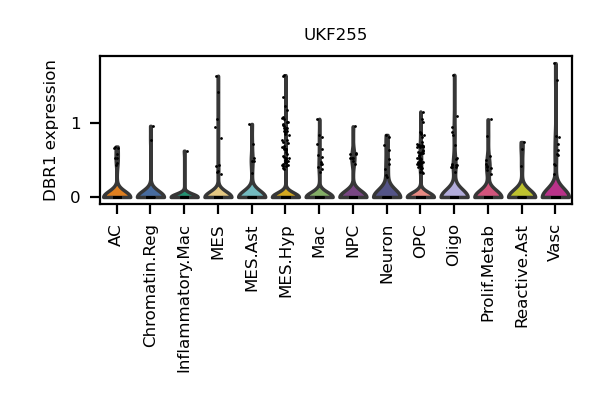 UKF255
DBR1 expression
1
0
AC
Chromatin.Reg
Inflammatory.Mac
MES
MES.Ast
MES.Hyp
Mac
NPC
Neuron
OPC
Oligo
Prolif.Metab
Reactive.Ast
Vasc